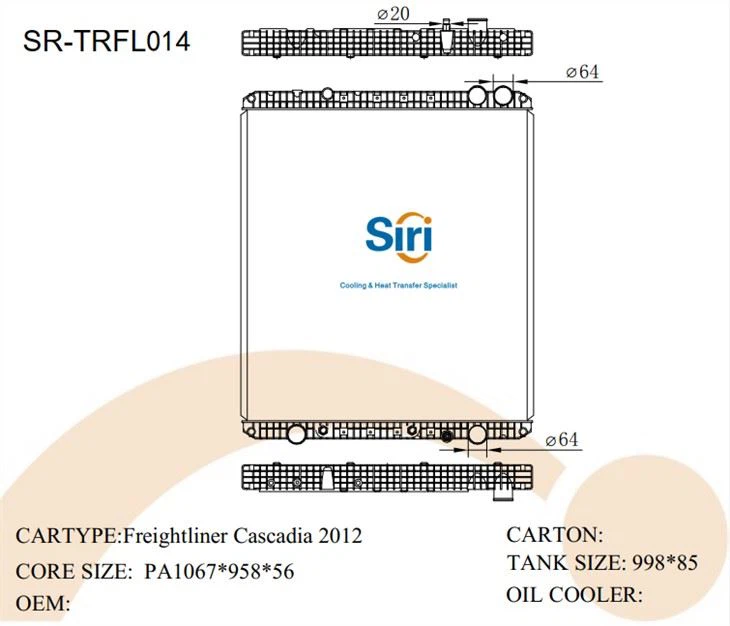 SR-TRFL014
⌀20
⌀64
Siri
Cooling & Heat Transfer Specialist
⌀64
CARTYPE:Freightliner Cascadia 2012
CORE SIZE: PA1067*958*56
OEM:
CARTON:
TANK SIZE: 998*85
OIL COOLER: